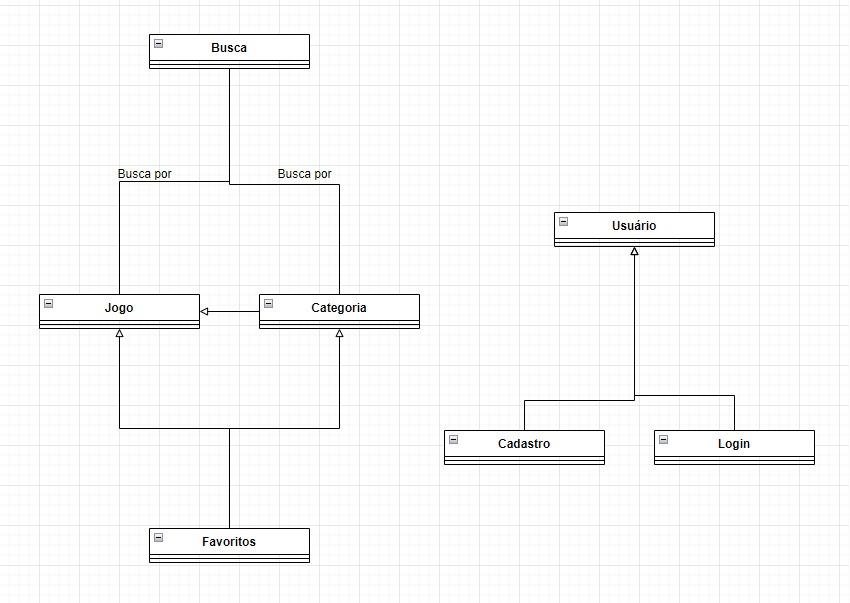 Busca
Busca por
Busca por
Usuário
Jogo
Categoria
Cadastro
Login
Favoritos